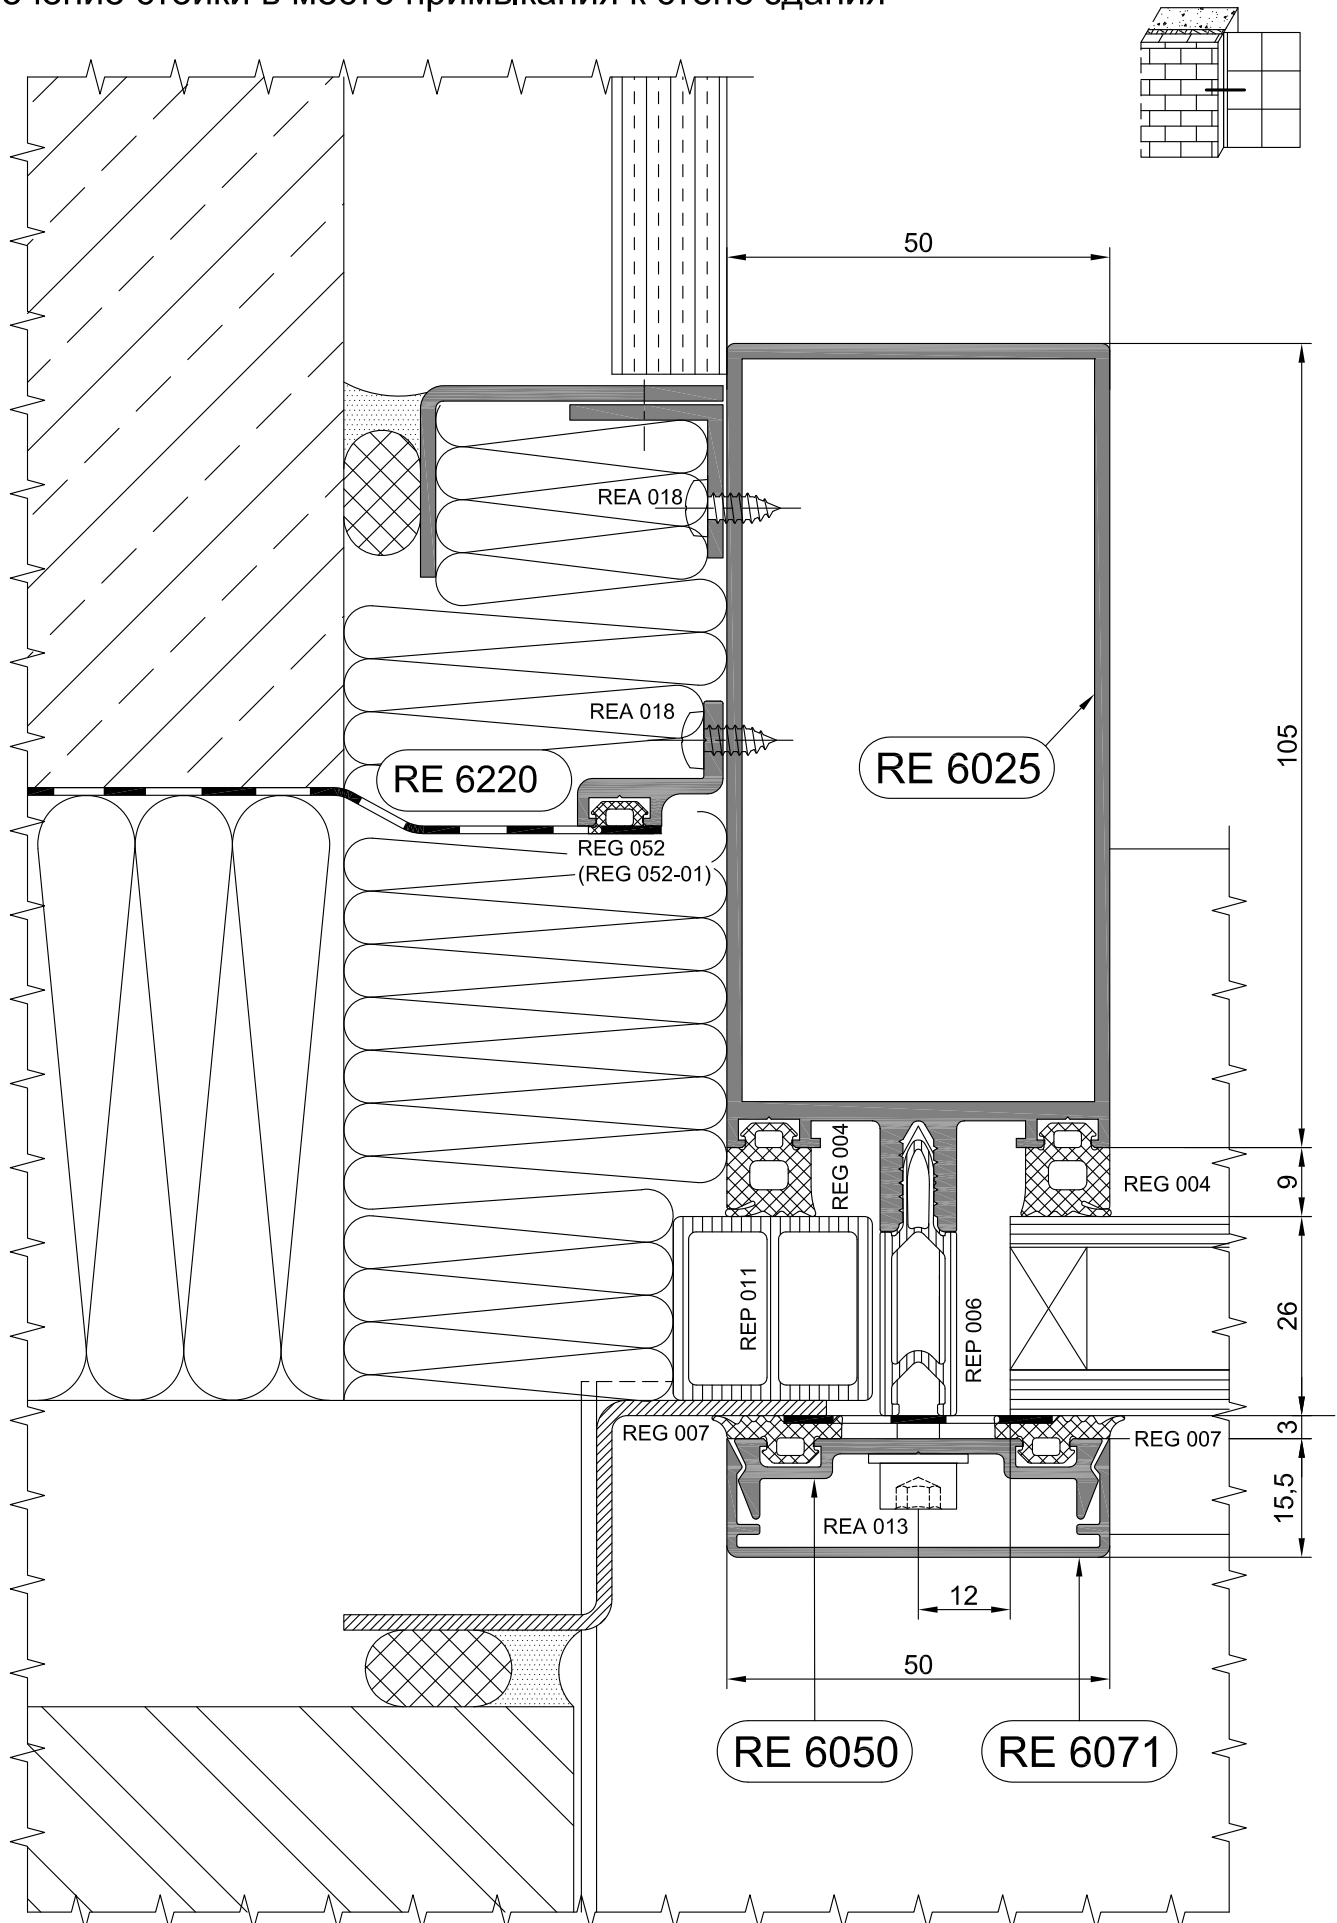 в месте примыкания к стене здания
50
REA 018
REA 018
RE 6220
RE 6025
105
REG 052
(REG 052-01)
REG 004
REG 004
9
REP 011
REP 006
26
REG 007
REG 007
3
REA 013
15,5
12
50
RE 6050
RE 6071